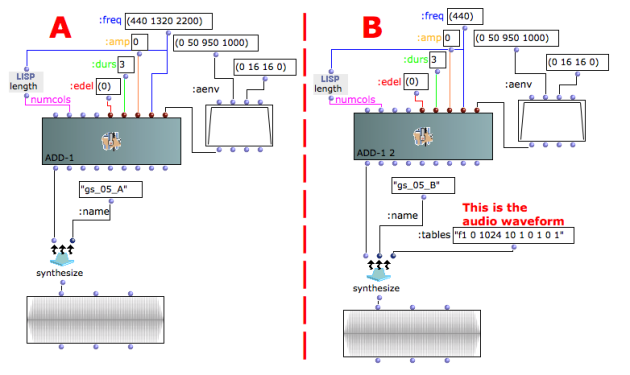 A
:freq (440 1320 2200)
:amp 0
(0 50 950 1000)
:durs 3
(0 16 16 0)
LISP
length
:edel (0)
:aenv
numcols
ADD-1
"gs_05_A"
:name
synthesize
B
:freq (440)
:amp 0
(0 50 950 1000)
:durs 3
(0 16 16 0)
LISP
length
:edel (0)
:aenv
numcols
ADD-1 2
"gs_05_B"
:name
This is the
audio waveform
:tables "f1 0 1024 10 1 0 1 0 1"
synthesize